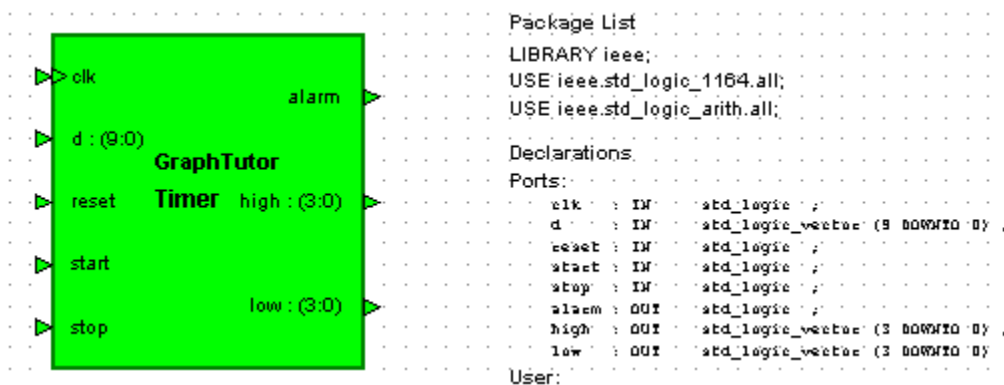 clk
alarm
d : (9:0)
GraphTutor
reset
Timer
high : (3:0)
start
low : (3:0)
stop
Package List
LIBRARY ieee;
USE ieee.std_logic_1164.all;
USE ieee.std_logic_arith.all;
Declarations
Ports:
clk : IN std_logic ;
d : IN std_logic_vector (9 DOWNTO 0) ;
reset : IN std_logic ;
start : IN std_logic ;
stop : IN std_logic ;
alarm : OUT std_logic ;
high : OUT std_logic_vector (3 DOWNTO 0) ;
low : OUT std_logic_vector (3 DOWNTO 0)
User: